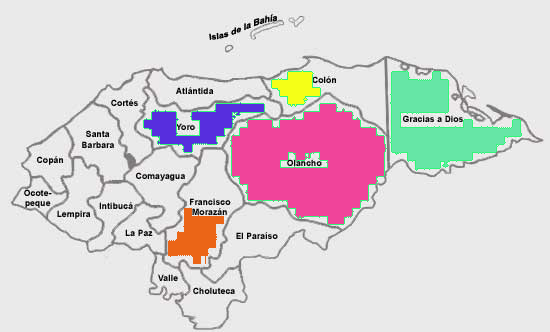 Islas de la Bahía
Atlántida
Colón
Cortés
Gracias a Dios
Yoro
Santa
Barbara
Copán
Olancho
Comayagua
Ocote-
peque
Intibucá
Francisco
Morazán
Lempira
La Paz
El Paraíso
Valle
Choluteca